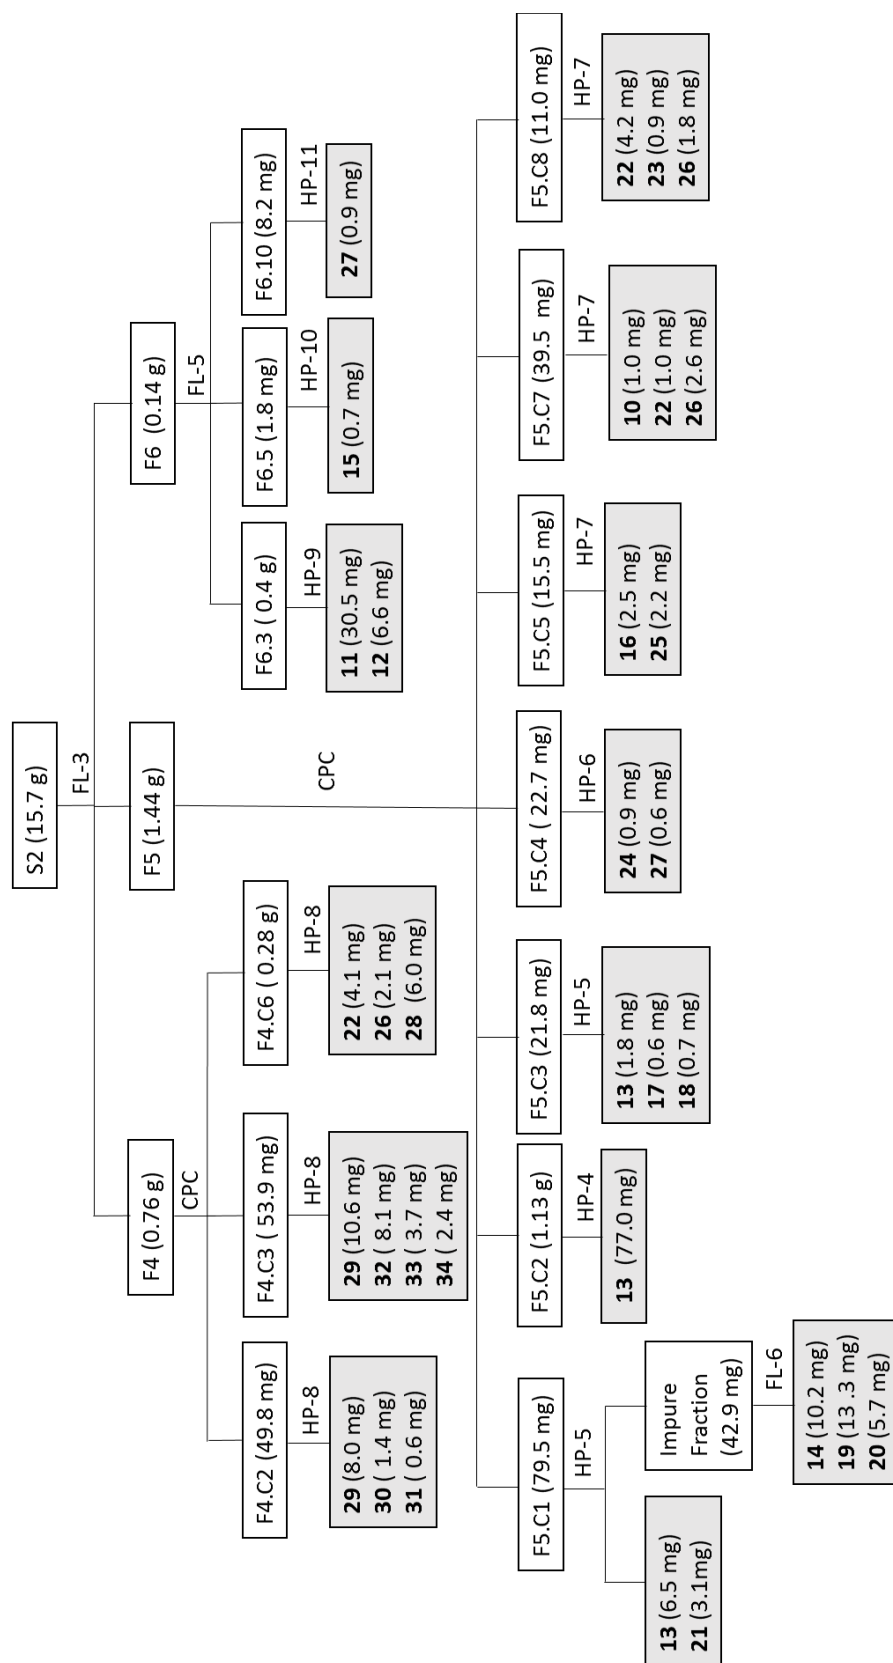 S2 (15.7 g)
FL-3
F4 (0.76 g)
F5 (1.44 g)
F6 (0.14 g)
CPC
FL-5
F4.C2 (49.8 mg)
HP-8
29 (8.0 mg)
30 ( 1.4 mg)
31 ( 0.6 mg)
F4.C3 ( 53.9 mg)
HP-8
29 (10.6 mg)
32 ( 8.1 mg)
33 ( 3.7 mg)
34 ( 2.4 mg)
F4.C6 ( 0.28 g)
HP-8
22 (4.1 mg)
26 (2.1 mg)
28 (6.0 mg)
F6.3 ( 0.4 g)
HP-9
11 (30.5 mg)
12 (6.6 mg)
F6.5 (1.8 mg)
HP-10
15 (0.7 mg)
F6.10 (8.2 mg)
HP-11
27 (0.9 mg)
CPC
F5.C1 (79.5 mg)
HP-5
13 (6.5 mg)
21 (3.1mg)
Impure
Fraction
(42.9 mg)
FL-6
14 (10.2 mg)
19 (13 .3 mg)
20 (5.7 mg)
F5.C2 (1.13 g)
HP-4
13 (77.0 mg)
F5.C3 (21.8 mg)
HP-5
13 (1.8 mg)
17 (0.6 mg)
18 (0.7 mg)
F5.C4 ( 22.7 mg)
HP-6
24 (0.9 mg)
27 (0.6 mg)
F5.C5 (15.5 mg)
HP-7
16 (2.5 mg)
25 (2.2 mg)
F5.C7 (39.5 mg)
HP-7
10 (1.0 mg)
22 (1.0 mg)
26 (2.6 mg)
F5.C8 (11.0 mg)
HP-7
22 (4.2 mg)
23 (0.9 mg)
26 (1.8 mg)